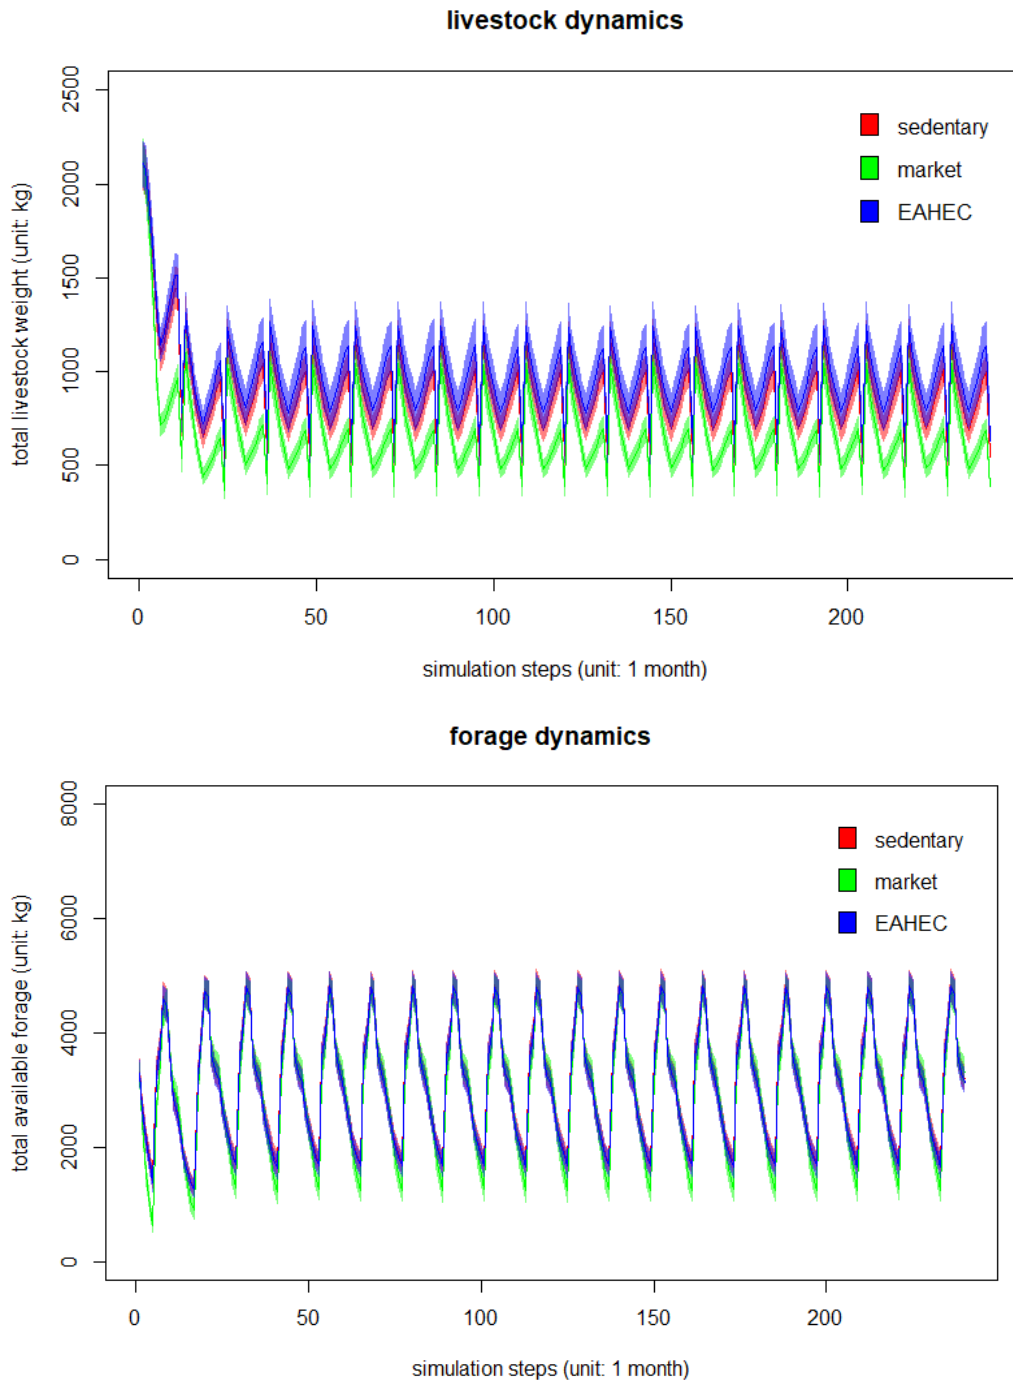 livestock dynamics
2500
2000
1500
1000
500
0
total livestock weight (unit: kg)
sedentary
market
EAHEC
0 50 100 150 200
simulation steps (unit: 1 month)
forage dynamics
8000
6000
4000
2000
0
total available forage (unit: kg)
sedentary
market
EAHEC
0 50 100 150 200
simulation steps (unit: 1 month)